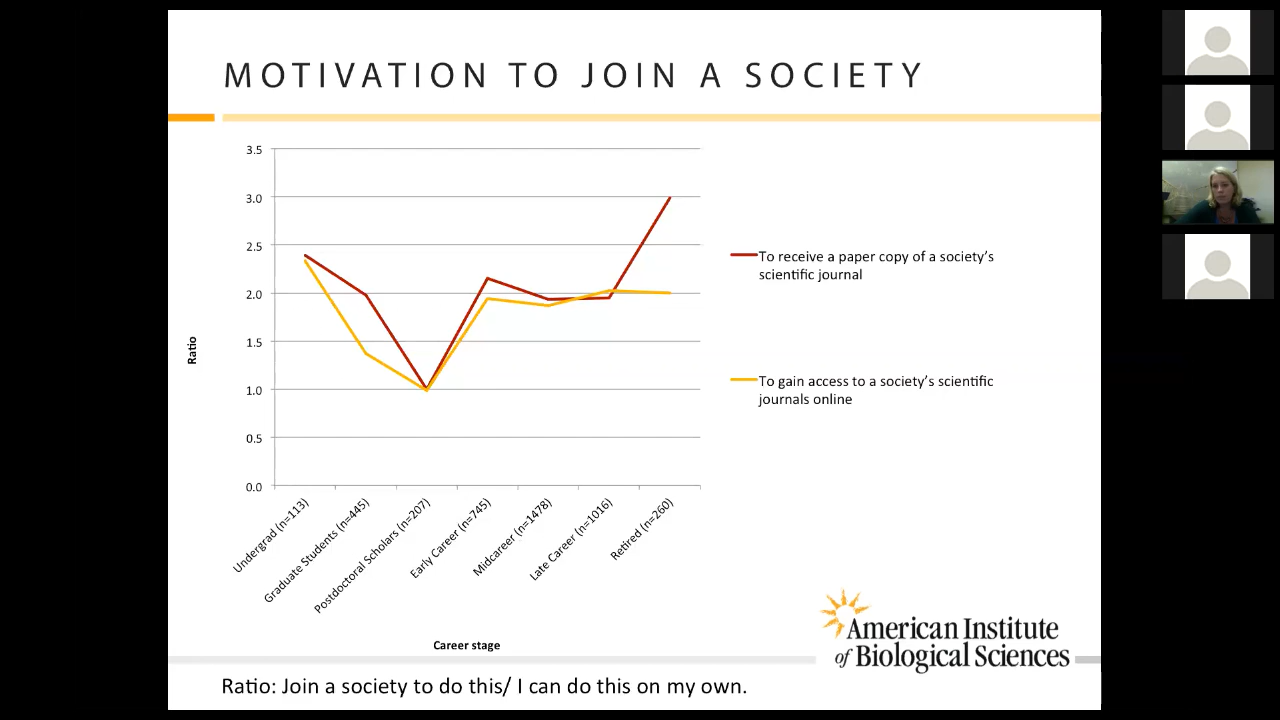 MOTIVATION TO JOIN A SOCIETY
3.5
3.0
2.5
2.0
1.5
1.0
0.5
0.0
Ratio
To receive a paper copy of a society's
scientific journal
To gain access to a society's scientific
journals online
Undergrad (n=113)
Graduate Students (n=445)
Postdoctoral Scholars (n=207)
Early Career (n=745)
Midcareer (n=1478)
Late Career (n=1016)
Retired (n=260)
Career stage
American Institute
of Biological Sciences
Ratio: Join a society to do this/ I can do this on my own.